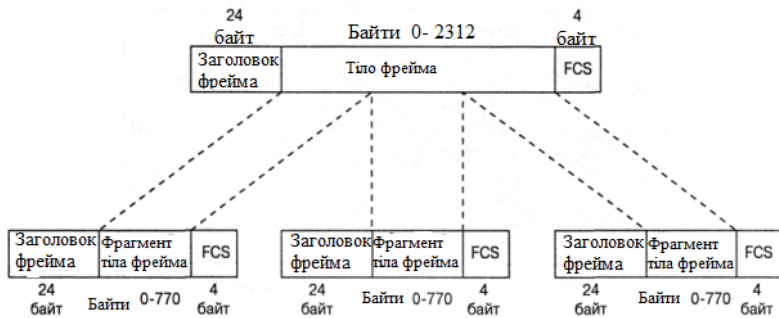 24
байт
Байти 0- 2312
4
байт
Заголовок
фрейма
Тіло фрейма
FCS
Заголовок
фрейма
Фрагмент
тіла фрейма
FCS
Заголовок
фрейма
Фрагмент
тіла фрейма
FCS
Заголовок
фрейма
Фрагмент
тіла фрейма
FCS
24
байт
Байти 0-770
4
байт
24
байт
Байти 0-770
4
байт
24
байт
Байти 0-770
4
байт